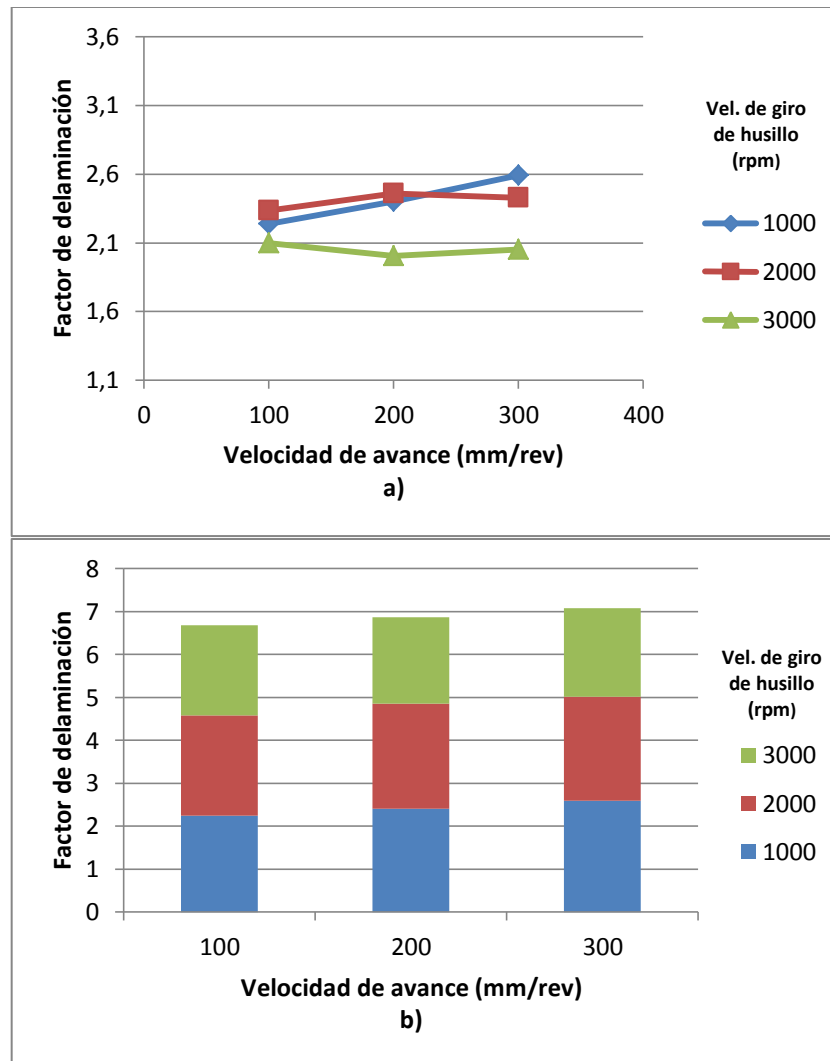 3,6
3,1
2,6
2,1
1,6
1,1
Factor de delaminación
0 100 200 300 400
Velocidad de avance (mm/rev)
a)
Vel. de giro
de husillo
(rpm)
1000
2000
3000
8
7
6
5
4
3
2
1
0
Factor de delaminación
100 200 300
Velocidad de avance (mm/rev)
b)
Vel. de giro
de husillo
(rpm)
3000
2000
1000